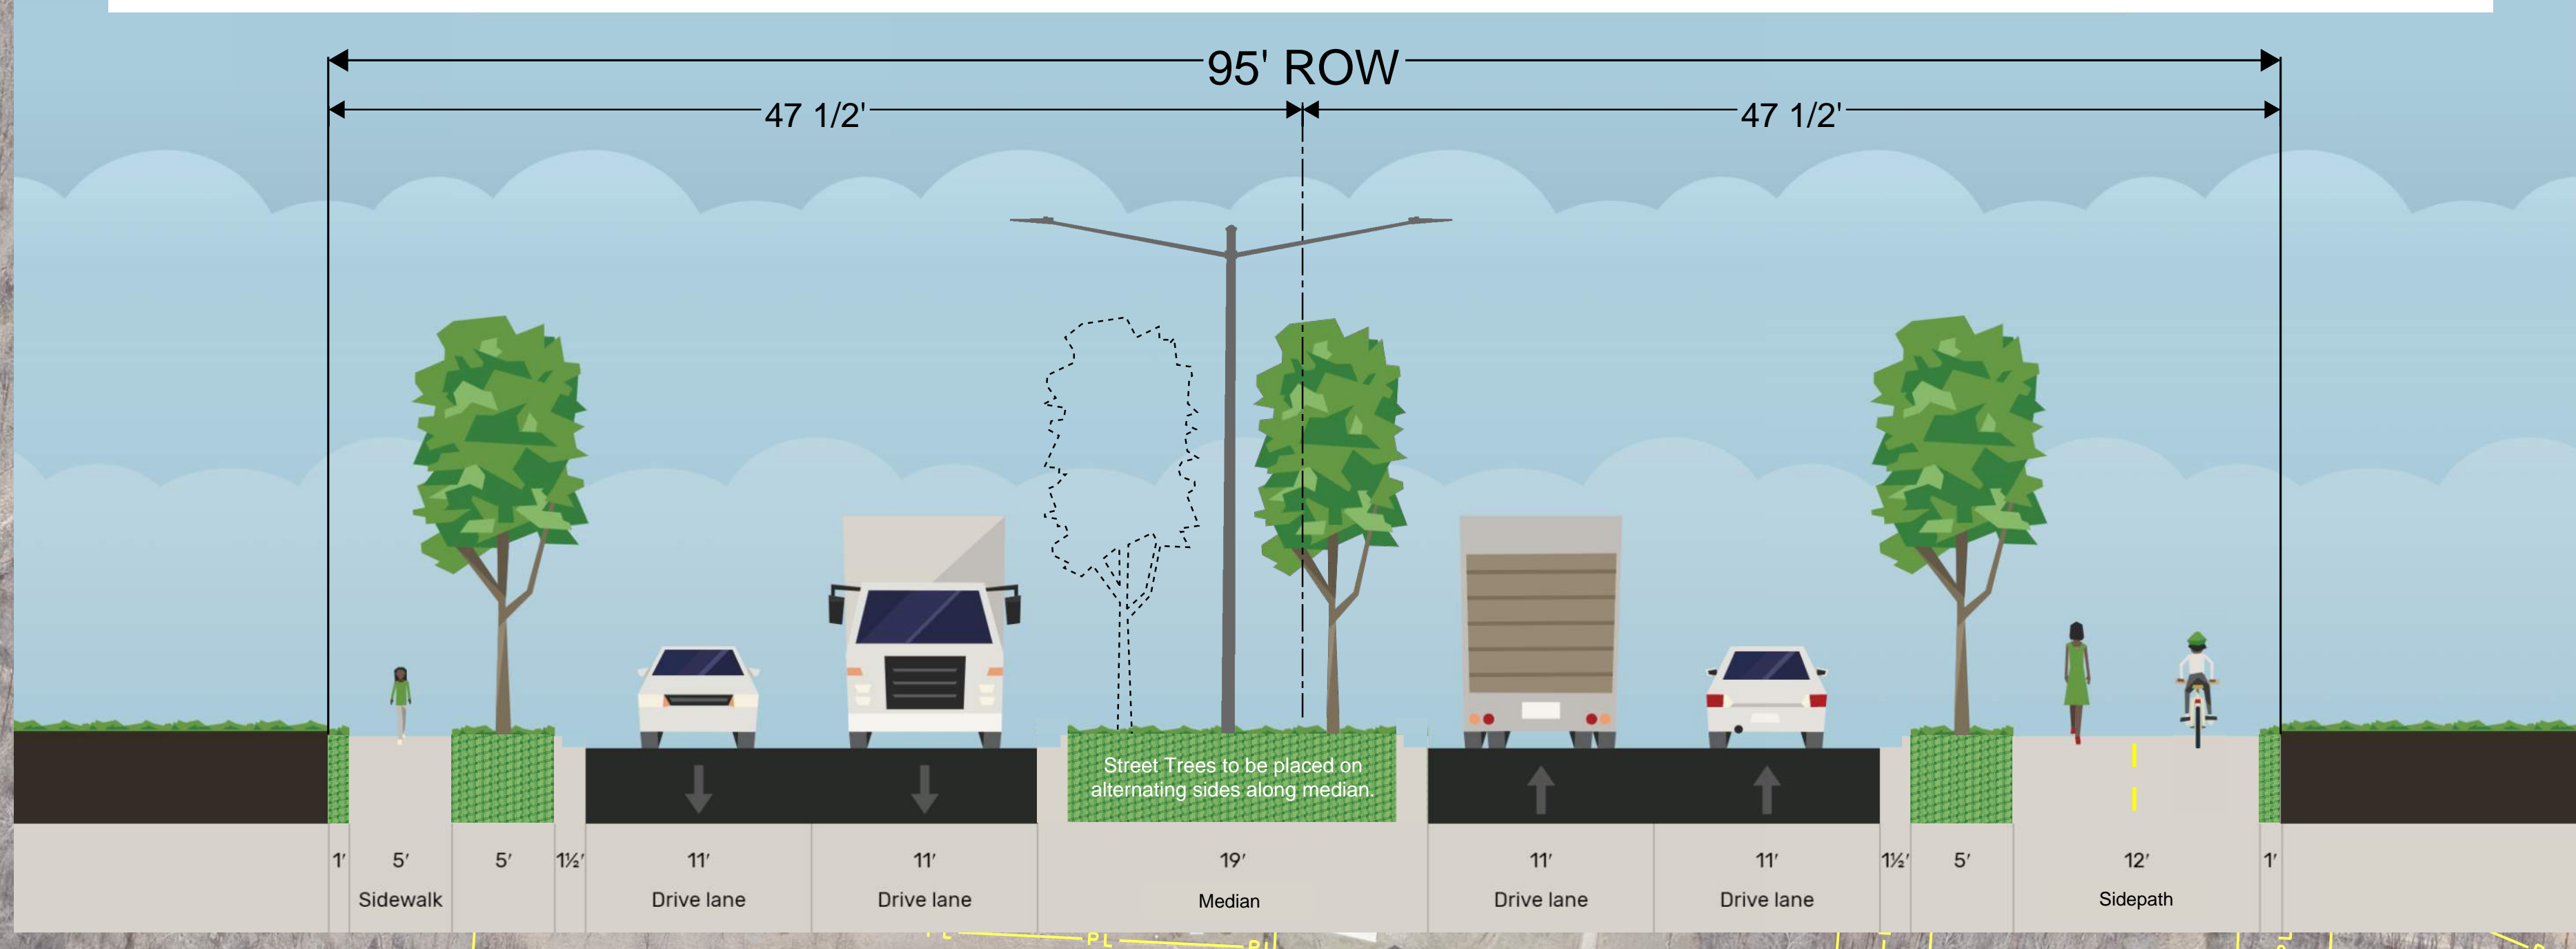 95' ROW
47 1/2' 47 1/2'
Street Trees to be placed on
alternating sides along median.
1' 5' 5' 1½' 11' 11' 19' 11' 11' 1½' 5' 12' 1'
Sidewalk Drive lane Drive lane Median Drive lane Drive lane Sidepath
PL